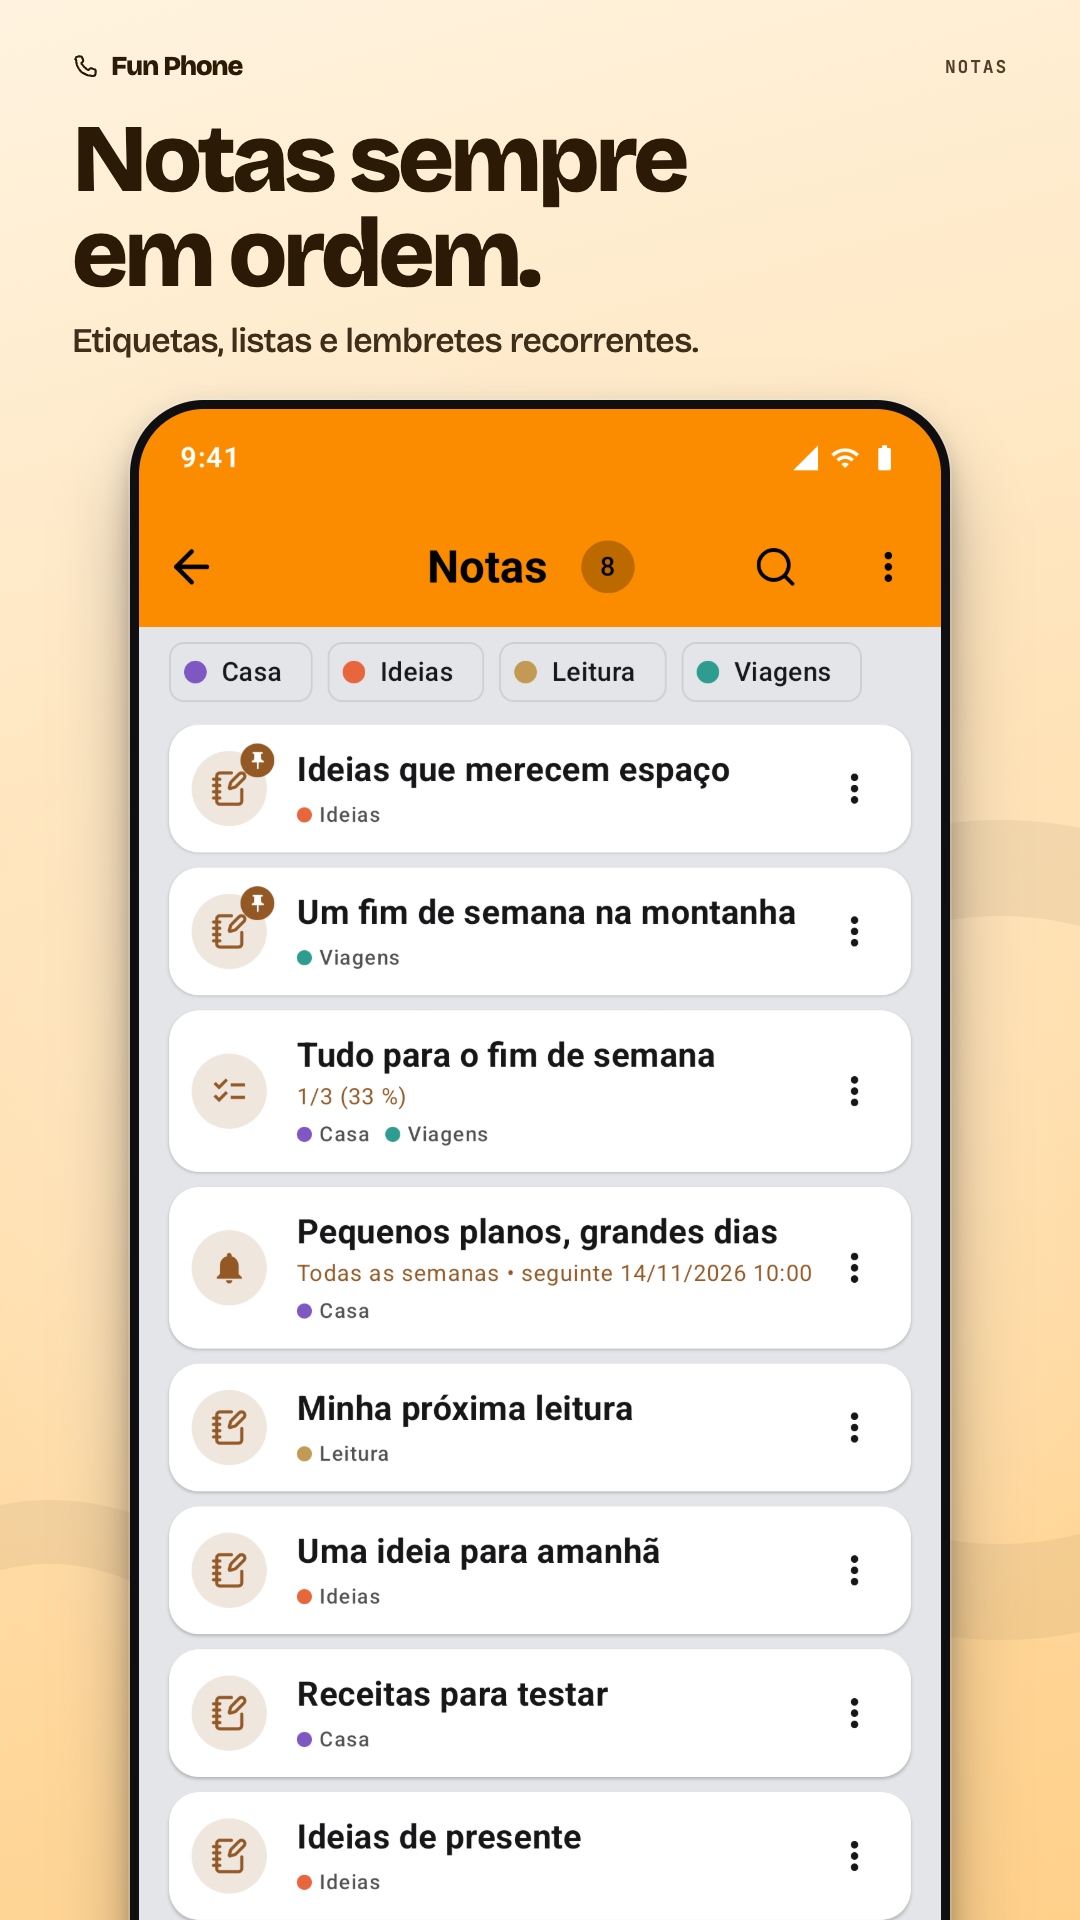 Fun Phone
NOTAS
Notas sempre
em ordem.
Etiquetas, listas e lembretes recorrentes.
9:41
Notas 8
Casa Ideias Leitura Viagens
Ideias que merecem espaço
Ideias
Um fim de semana na montanha
Viagens
Tudo para o fim de semana
1/3 (33 %)
Casa Viagens
Pequenos planos, grandes dias
Todas as semanas • seguinte 14/11/2026 10:00
Casa
Minha próxima leitura
Leitura
Uma ideia para amanhã
Ideias
Receitas para testar
Casa
Ideias de presente
Ideias